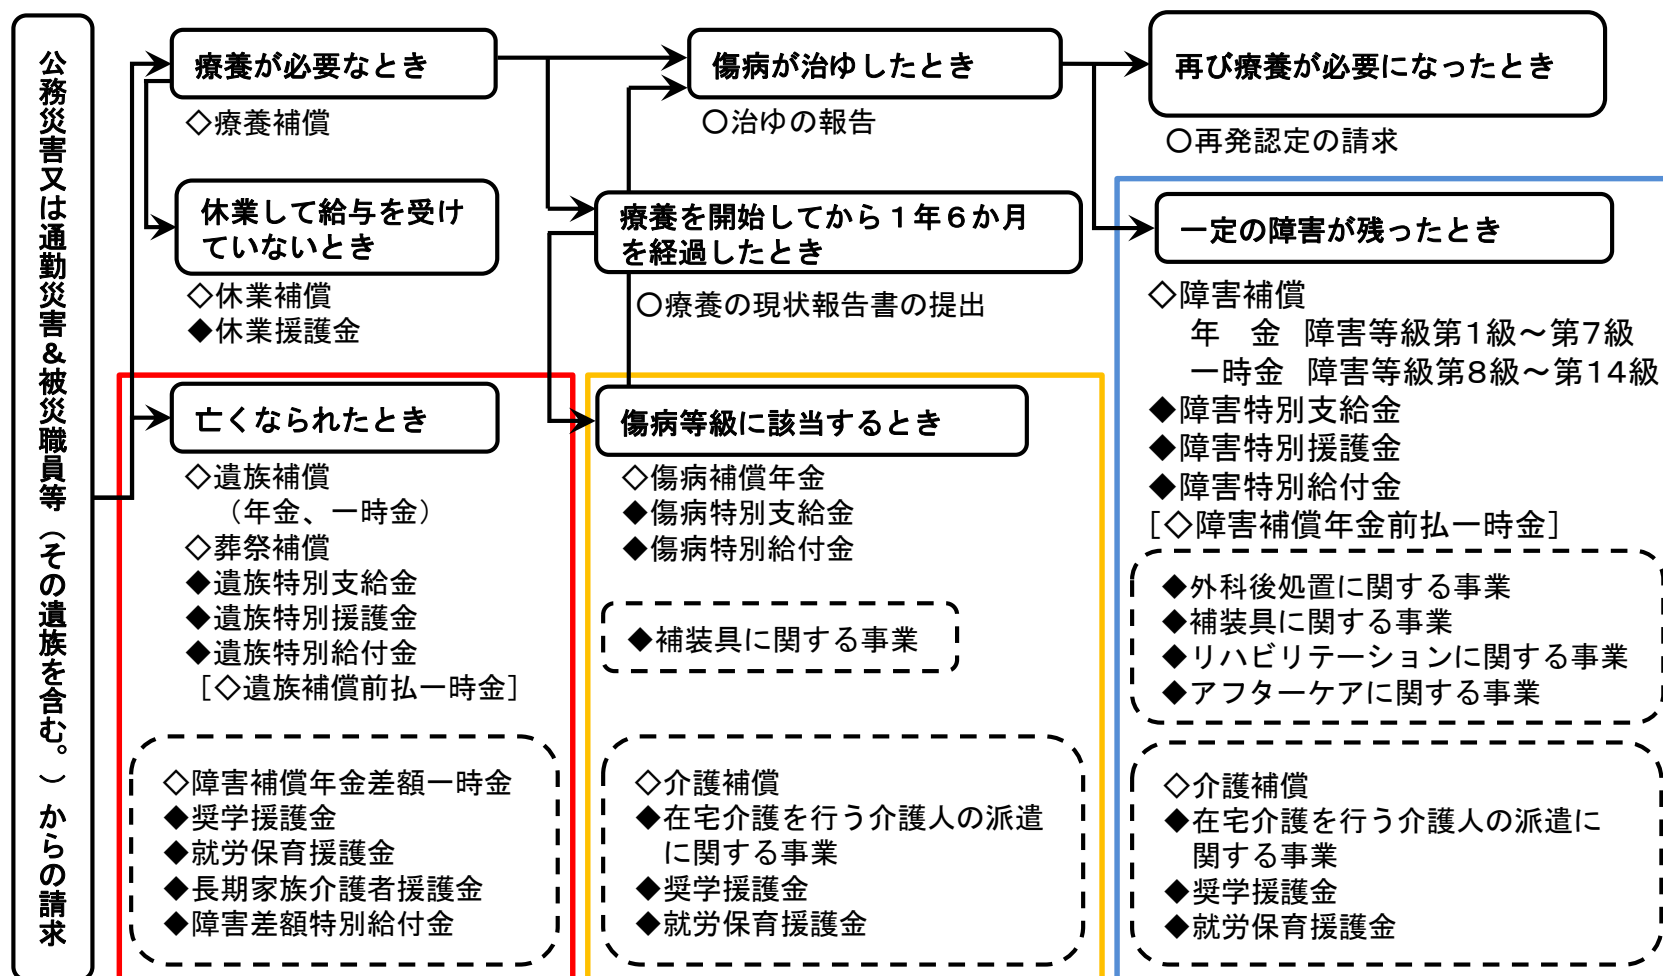 公務災害又は通勤災害&被災職員等(その遺族を含む。)からの請求
療養が必要なとき
◇療養補償
休業して給与を受け
ていないとき
◇休業補償
◆休業援護金
亡くなられたとき
◇遺族補償
（年金、一時金）
◇葬祭補償
◆遺族特別支給金
◆遺族特別援護金
◆遺族特別給付金
［◇遺族補償前払一時金］
◇障害補償年金差額一時金
◆奨学援護金
◆就労保育援護金
◆長期家族介護者援護金
◆障害差額特別給付金
傷病が治ゆしたとき
○治ゆの報告
療養を開始してから１年６か月
を経過したとき
○療養の現状報告書の提出
傷病等級に該当するとき
◇傷病補償年金
◆傷病特別支給金
◆傷病特別給付金
◆補装具に関する事業
◇介護補償
◆在宅介護を行う介護人の派遣
に関する事業
◆奨学援護金
◆就労保育援護金
再び療養が必要になったとき
○再発認定の請求
一定の障害が残ったとき
◇障害補償
年　金　障害等級第1級～第7級
一時金　障害等級第8級～第14級
◆障害特別支給金
◆障害特別援護金
◆障害特別給付金
[◇障害補償年金前払一時金]
◆外科後処置に関する事業
◆補装具に関する事業
◆リハビリテーションに関する事業
◆アフターケアに関する事業
◇介護補償
◆在宅介護を行う介護人の派遣に
関する事業
◆奨学援護金
◆就労保育援護金